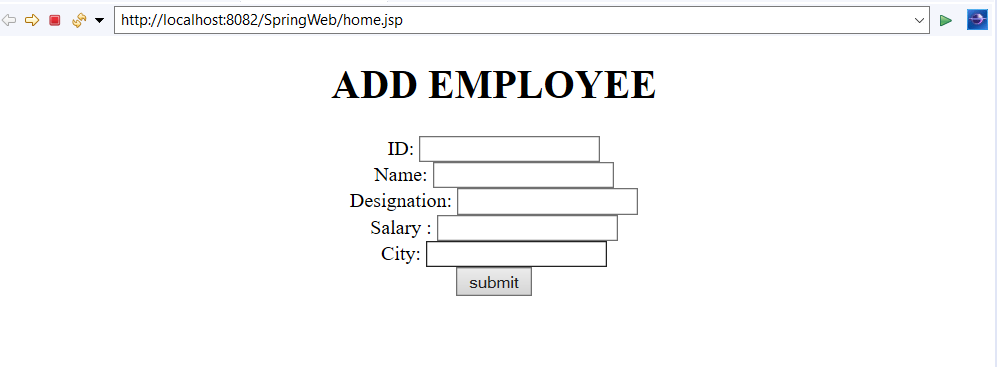 http://localhost:8082/SpringWeb/home.jsp
ADD EMPLOYEE
ID:
Name:
Designation:
Salary :
City:
submit